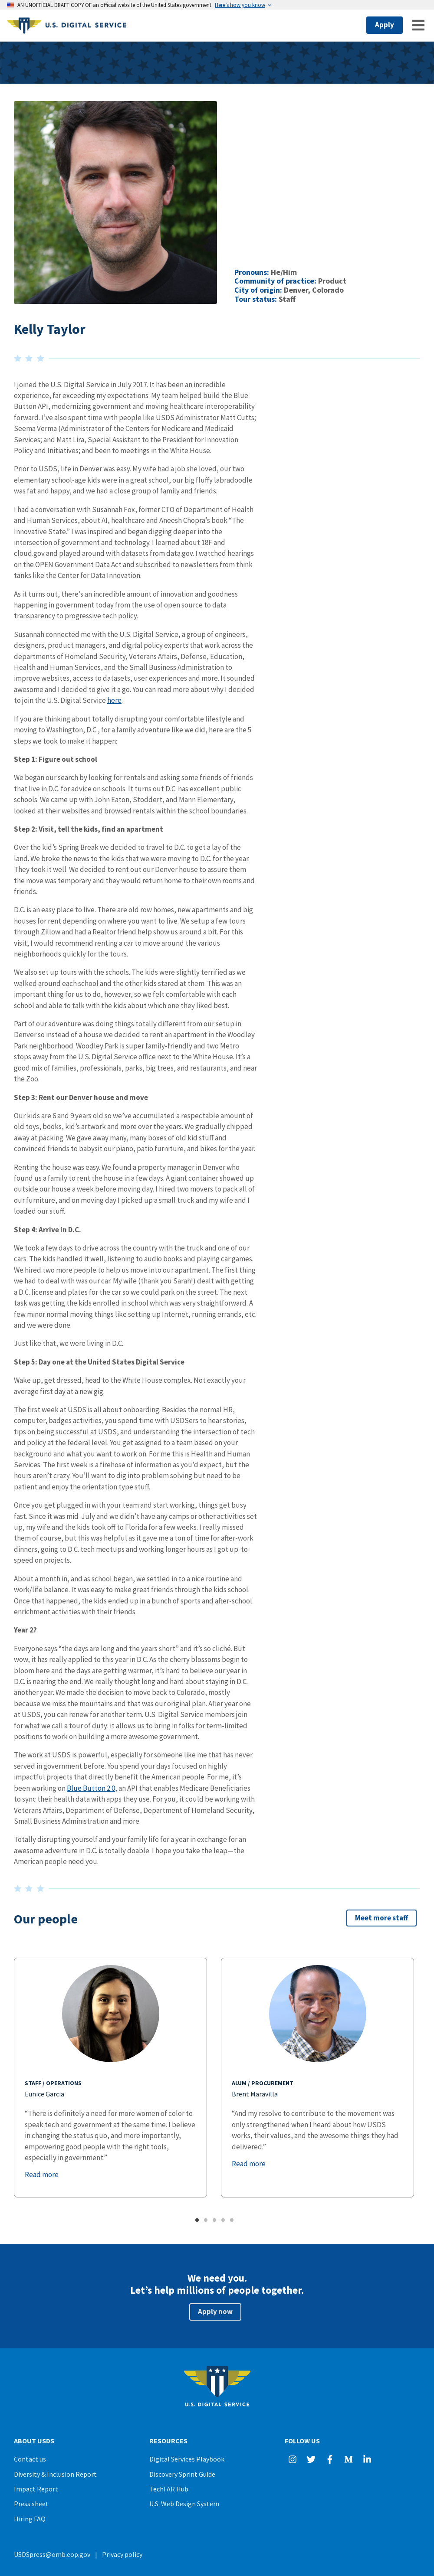 AN UNOFFICIAL DRAFT COPY OF an official website of the United States government Here's how you know
U.S. DIGITAL SERVICE
Apply
Pronouns: He/Him
Community of practice: Product
City of origin: Denver, Colorado
Tour status: Staff
Kelly Taylor
I joined the U.S. Digital Service in July 2017. It has been an incredible
experience, far exceeding my expectations. My team helped build the Blue
Button API, modernizing government and moving healthcare interoperability
forward. I've also spent time with people like USDS Administrator Matt Cutts;
Seema Verma (Administrator of the Centers for Medicare and Medicaid
Services; and Matt Lira, Special Assistant to the President for Innovation
Policy and Initiatives; and been to meetings in the White House.
Prior to USDS, life in Denver was easy. My wife had a job she loved, our two
elementary school-age kids were in a great school, our big fluffy labradoodle
was fat and happy, and we had a close group of family and friends.
I had a conversation with Susannah Fox, former CTO of Department of Health
and Human Services, about AI, healthcare and Aneesh Chopra's book "The
Innovative State." I was inspired and began digging deeper into the
intersection of government and technology. I learned about 18F and
cloud.gov and played around with datasets from data.gov. I watched hearings
on the OPEN Government Data Act and subscribed to newsletters from think
tanks like the Center for Data Innovation.
As it turns out, there's an incredible amount of innovation and goodness
happening in government today from the use of open source to data
transparency to progressive tech policy.
Susannah connected me with the U.S. Digital Service, a group of engineers,
designers, product managers, and digital policy experts that work across the
departments of Homeland Security, Veterans Affairs, Defense, Education,
Health and Human Services, and the Small Business Administration to
improve websites, access to datasets, user experiences and more. It sounded
awesome and I decided to give it a go. You can read more about why I decided
to join the U.S. Digital Service here.
If you are thinking about totally disrupting your comfortable lifestyle and
moving to Washington, D.C., for a family adventure like we did, here are the 5
steps we took to make it happen:
Step 1: Figure out school
We began our search by looking for rentals and asking some friends of friends
that live in D.C. for advice on schools. It turns out D.C. has excellent public
schools. We came up with John Eaton, Stoddert, and Mann Elementary,
looked at their websites and browsed rentals within the school boundaries.
Step 2: Visit, tell the kids, find an apartment
Over the kid's Spring Break we decided to travel to D.C. to get a lay of the
land. We broke the news to the kids that we were moving to D.C. for the year.
They took it well. We decided to rent out our Denver house to assure them
the move was temporary and they would return home to their own rooms and
friends.
D.C. is an easy place to love. There are old row homes, new apartments and big
houses for rent depending on where you want to live. We setup a few tours
through Zillow and had a Realtor friend help show us around a bit. For this
visit, I would recommend renting a car to move around the various
neighborhoods quickly for the tours.
We also set up tours with the schools. The kids were slightly terrified as we
walked around each school and the other kids stared at them. This was an
important thing for us to do, however, so we felt comfortable with each
school and able to talk with the kids about which one they liked best.
Part of our adventure was doing things totally different from our setup in
Denver so instead of a house we decided to rent an apartment in the Woodley
Park neighborhood. Woodley Park is super family-friendly and two Metro
stops away from the U.S. Digital Service office next to the White House. It's a
good mix of families, professionals, parks, big trees, and restaurants, and near
the Zoo.
Step 3: Rent our Denver house and move
Our kids are 6 and 9 years old so we've accumulated a respectable amount of
old toys, books, kid's artwork and more over the years. We gradually chipped
away at packing. We gave away many, many boxes of old kid stuff and
convinced friends to babysit our piano, patio furniture, and bikes for the year.
Renting the house was easy. We found a property manager in Denver who
found us a family to rent the house in a few days. A giant container showed up
outside our house a week before moving day. I hired two movers to pack all of
our furniture, and on moving day I picked up a small truck and my wife and I
loaded our stuff.
Step 4: Arrive in D.C.
We took a few days to drive across the country with the truck and one of our
cars. The kids handled it well, listening to audio books and playing car games.
We hired two more people to help us move into our apartment. The first thing
we had to deal with was our car. My wife (thank you Sarah!) dealt with getting
a D.C. license and plates for the car so we could park on the street. The next
task was getting the kids enrolled in school which was very straightforward. A
few minor normal moving things like setting up Internet, running errands, etc.
and we were done.
Just like that, we were living in D.C.
Step 5: Day one at the United States Digital Service
Wake up, get dressed, head to the White House complex. Not exactly your
average first day at a new gig.
The first week at USDS is all about onboarding. Besides the normal HR,
computer, badges activities, you spend time with USDSers to hear stories,
tips on being successful at USDS, and understanding the intersection of tech
and policy at the federal level. You get assigned to a team based on your
background and what you want to work on. For me this is Health and Human
Services. The first week is a firehose of information as you'd expect, but the
hours aren't crazy. You'll want to dig into problem solving but need to be
patient and enjoy the orientation type stuff.
Once you get plugged in with your team and start working, things get busy
fast. Since it was mid-July and we didn't have any camps or other activities set
up, my wife and the kids took off to Florida for a few weeks. I really missed
them of course, but this was helpful as it gave me a ton of time for after-work
dinners, going to D.C. tech meetups and working longer hours as I got up-to-
speed on projects.
About a month in, and as school began, we settled in to a nice routine and
work/life balance. It was easy to make great friends through the kids school.
Once that happened, the kids ended up in a bunch of sports and after-school
enrichment activities with their friends.
Year 2?
Everyone says "the days are long and the years short" and it's so cliché. But
wow, it has really applied to this year in D.C. As the cherry blossoms begin to
bloom here and the days are getting warmer, it's hard to believe our year in
D.C. is nearing the end. We really thought long and hard about staying in D.C.
another year. We made the decision to move back to Colorado, mostly
because we miss the mountains and that was our original plan. After year one
at USDS, you can renew for another term. U.S. Digital Service members join
for what we call a tour of duty: it allows us to bring in folks for term-limited
positions to work on building a more awesome government.
The work at USDS is powerful, especially for someone like me that has never
served in government before. You spend your days focused on highly
impactful projects that directly benefit the American people. For me, it's
been working on Blue Button 2.0, an API that enables Medicare Beneficiaries
to sync their health data with apps they use. For you, it could be working with
Veterans Affairs, Department of Defense, Department of Homeland Security,
Small Business Administration and more.
Totally disrupting yourself and your family life for a year in exchange for an
awesome adventure in D.C. is totally doable. I hope you take the leap—the
American people need you.
Our people
Meet more staff
STAFF / OPERATIONS
Eunice Garcia
"There is definitely a need for more women of color to
speak tech and government at the same time. I believe
in changing the status quo, and more importantly,
empowering good people with the right tools,
especially in government."
Read more
ALUM / PROCUREMENT
Brent Maravilla
"And my resolve to contribute to the movement was
only strengthened when I heard about how USDS
works, their values, and the awesome things they had
delivered."
Read more
We need you.
Let's help millions of people together.
Apply now
U.S. DIGITAL SERVICE
ABOUT USDS
Contact us
Diversity & Inclusion Report
Impact Report
Press sheet
Hiring FAQ
RESOURCES
Digital Services Playbook
Discovery Sprint Guide
TechFAR Hub
U.S. Web Design System
FOLLOW US
USDSpress@omb.eop.gov | Privacy policy